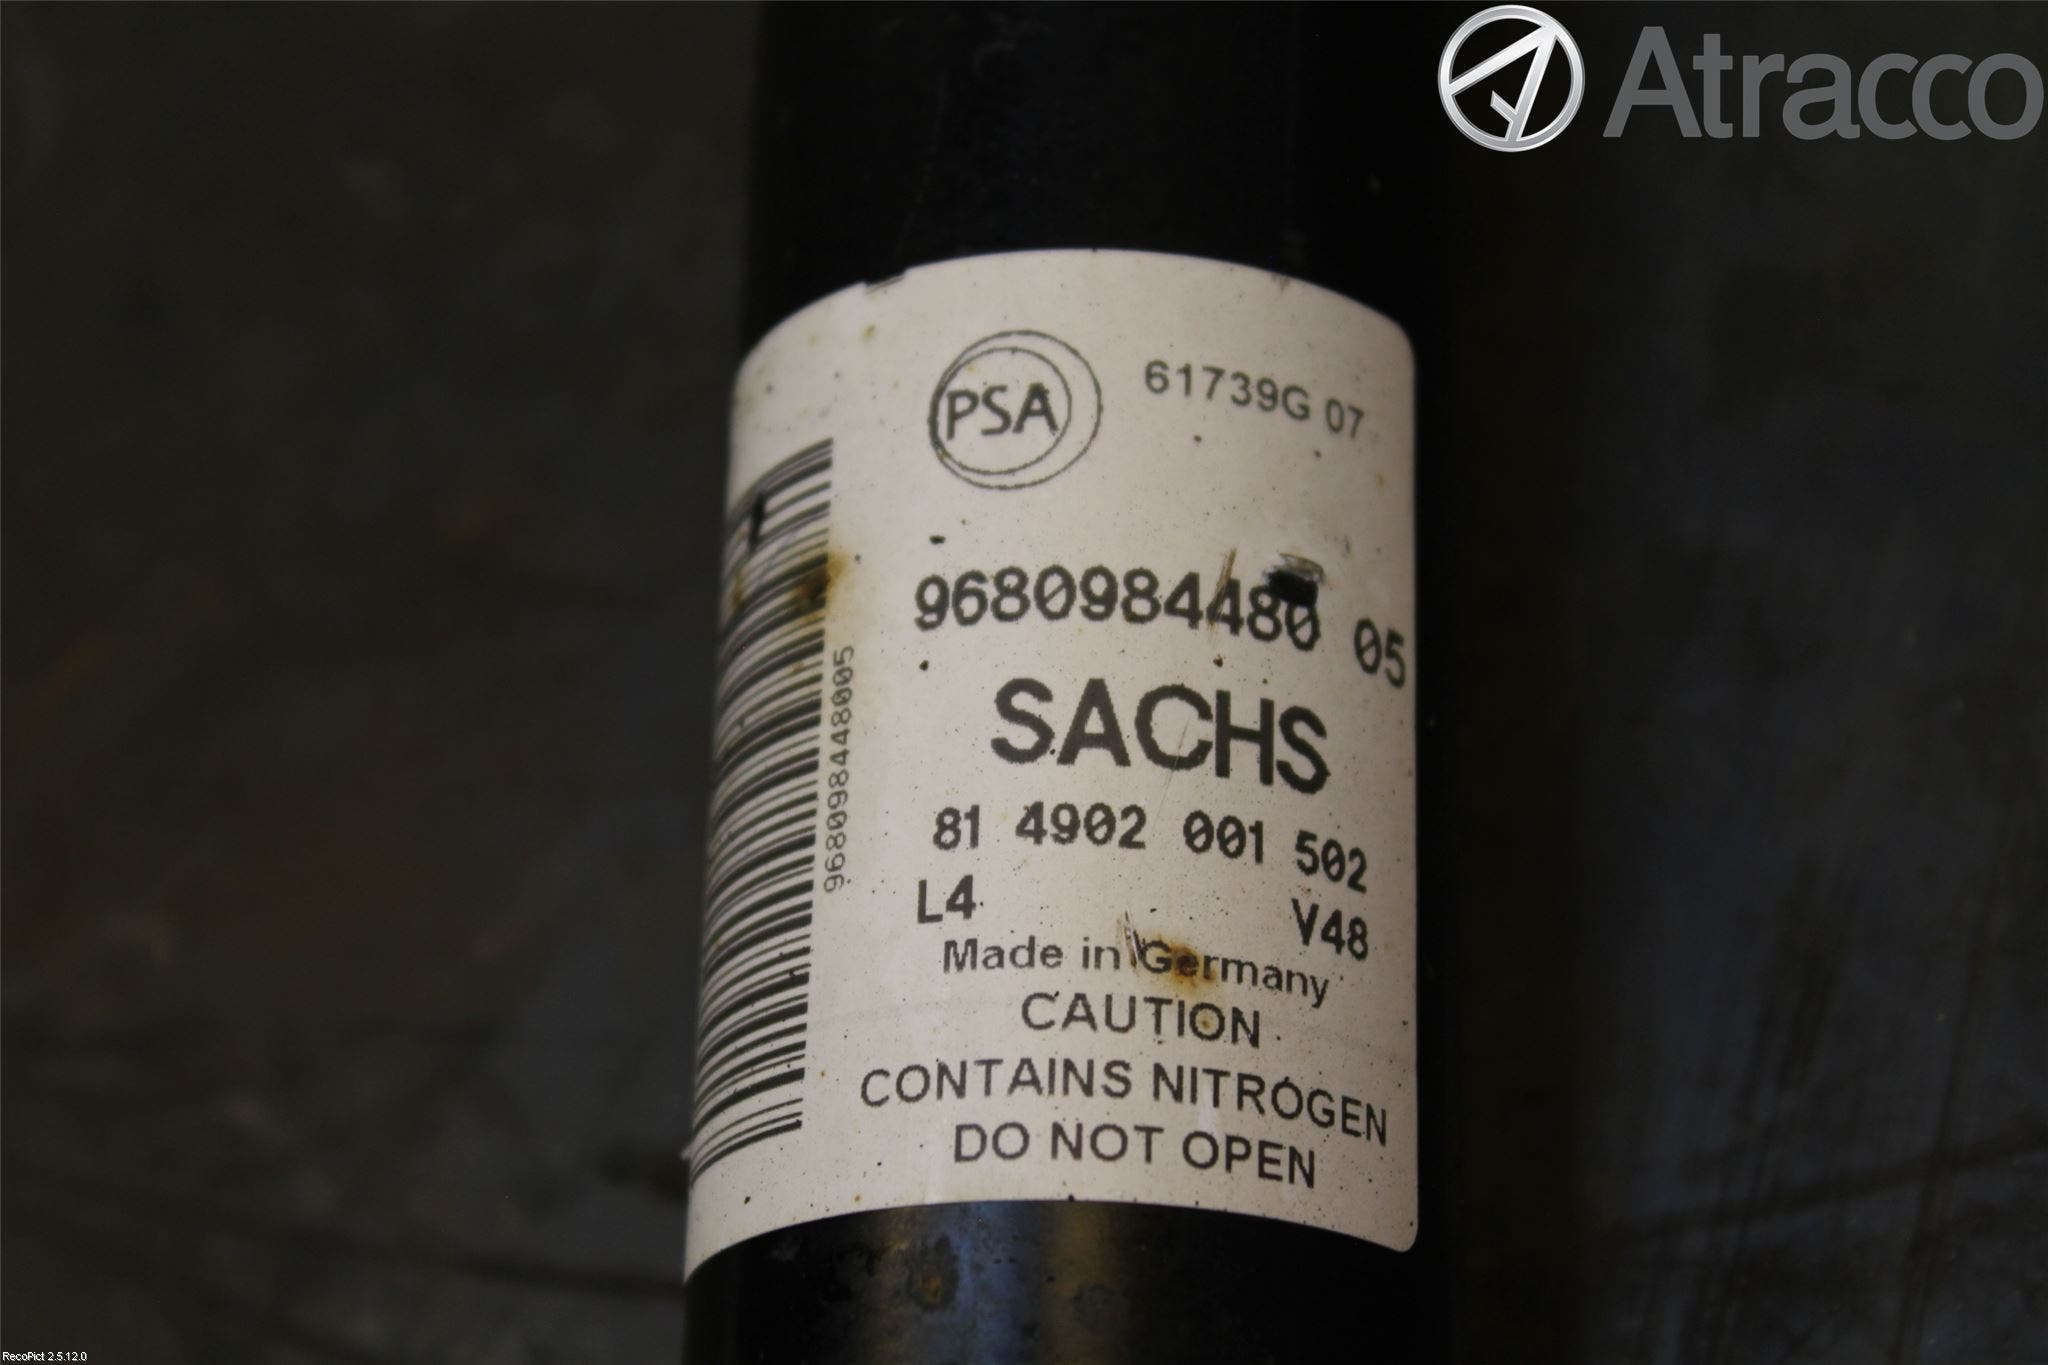 Atracco
PSA
61739G 07
9680984480 05
SACHS
81 4902 001 502
L4 V48
Made in Germany
CAUTION
CONTAINS NITROGEN
DO NOT OPEN
968098448005
RecoPict 2.5.12.0